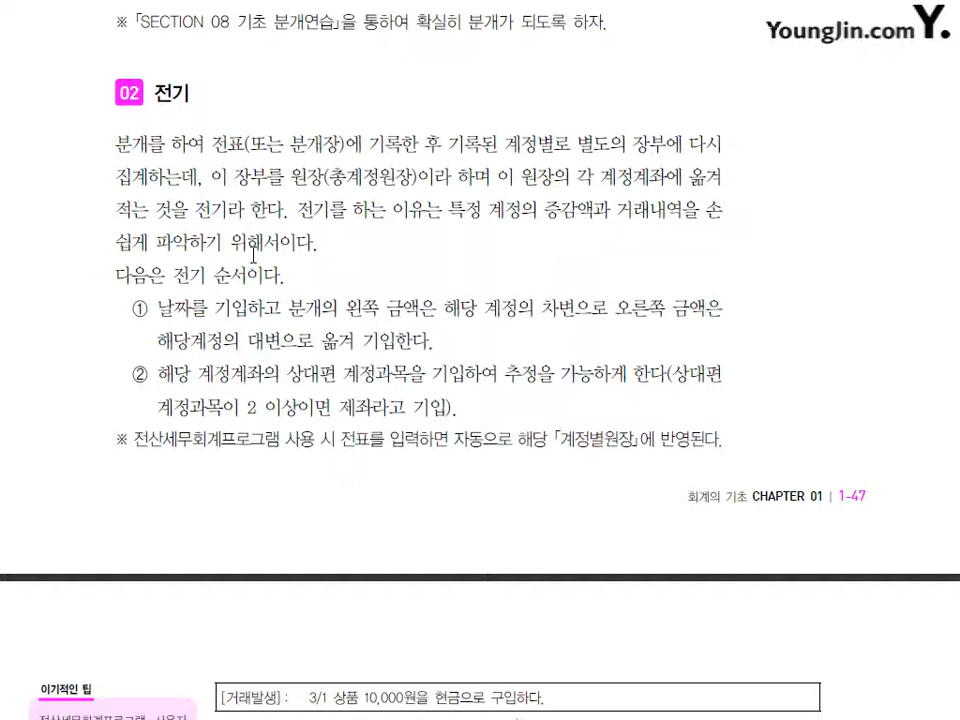 ※ 「SECTION 08 기초 분개연습」을 통하여 확실히 분개가 되도록 하자.
YoungJin.com Y.
02 전기
분개를 하여 전표(또는 분개장)에 기록한 후 기록된 계정별로 별도의 장부에 다시
집계하는데, 이 장부를 원장(총계정원장)이라 하며 이 원장의 각 계정계좌에 옮겨
적는 것을 전기라 한다. 전기를 하는 이유는 특정 계정의 증감액과 거래내역을 손
쉽게 파악하기 위해서이다.
다음은 전기 순서이다.
① 날짜를 기입하고 분개의 왼쪽 금액은 해당 계정의 차변으로 오른쪽 금액은
해당계정의 대변으로 옮겨 기입한다.
② 해당 계정계좌의 상대편 계정과목을 기입하여 추정을 가능하게 한다(상대편
계정과목이 2 이상이면 제좌라고 기입).
※ 전산세무회계프로그램 사용 시 전표를 입력하면 자동으로 해당 「계정별원장」에 반영된다.
회계의 기초 CHAPTER 01 | 1-47
이기적인 팁
[거래발생] : 3/1 상품 10,000원을 현금으로 구입하다.
전산세무회계프로그램 사용자